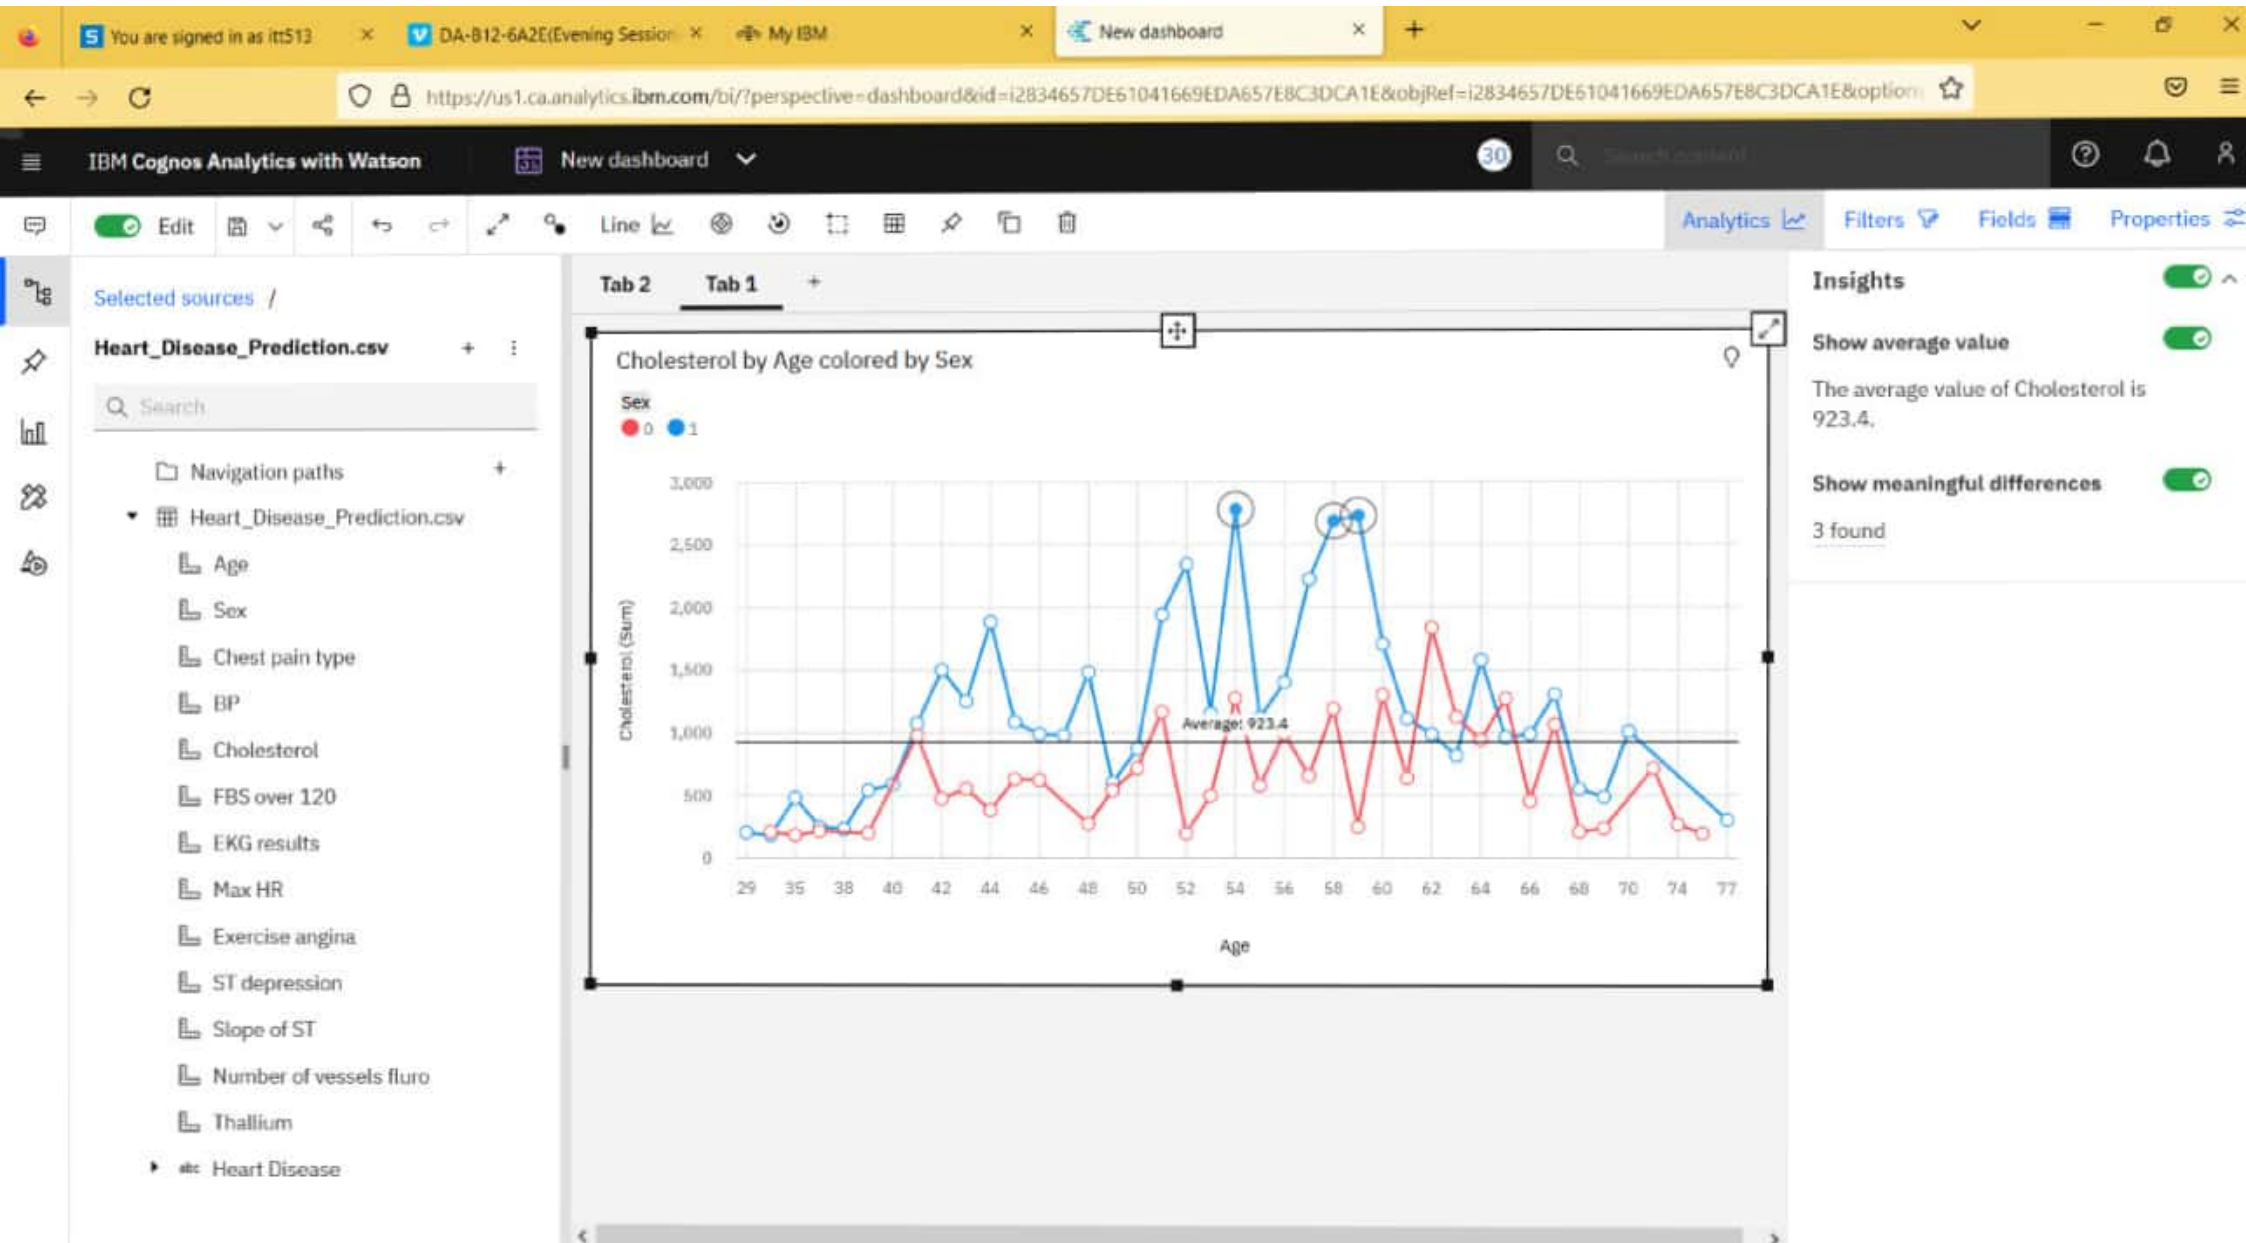 You are signed in as itt513
DA-B12-6A2E(Evening Session
My IBM
New dashboard
https://us1.ca.analytics.ibm.com/bi/?perspective=dashboard&id=i2834657DE61041669EDA657E8C3DCA1E&objRef=i2834657DE61041669EDA657E8C3DCA1E&option
IBM Cognos Analytics with Watson
New dashboard
30
Search content
Edit
Line
Analytics
Filters
Fields
Properties
Selected sources /
Heart_Disease_Prediction.csv
Search
Navigation paths
Heart_Disease_Prediction.csv
Age
Sex
Chest pain type
BP
Cholesterol
FBS over 120
EKG results
Max HR
Exercise angina
ST depression
Slope of ST
Number of vessels fluro
Thallium
abc Heart Disease
Tab 2 Tab 1
Cholesterol by Age colored by Sex
Sex
0 1
3,000
2,500
2,000
1,500
1,000
500
0
Cholesterol (Sum)
Average: 923.4
29 35 38 40 42 44 46 48 50 52 54 56 58 60 62 64 66 68 70 74 77
Age
Insights
Show average value
The average value of Cholesterol is
923.4.
Show meaningful differences
3 found